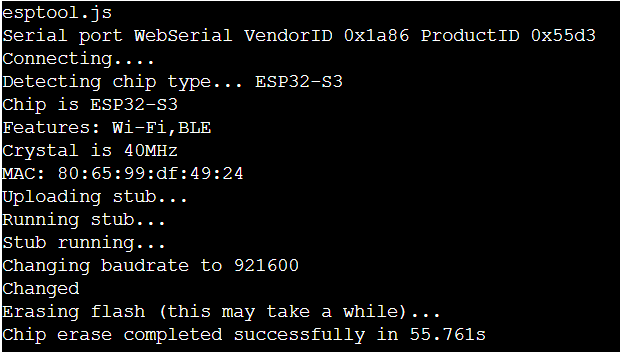 esptool.js
Serial port WebSerial VendorID 0x1a86 ProductID 0x55d3
Connecting....
Detecting chip type... ESP32-S3
Chip is ESP32-S3
Features: Wi-Fi,BLE
Crystal is 40MHz
MAC: 80:65:99:df:49:24
Uploading stub...
Running stub...
Stub running...
Changing baudrate to 921600
Changed
Erasing flash (this may take a while)...
Chip erase completed successfully in 55.761s